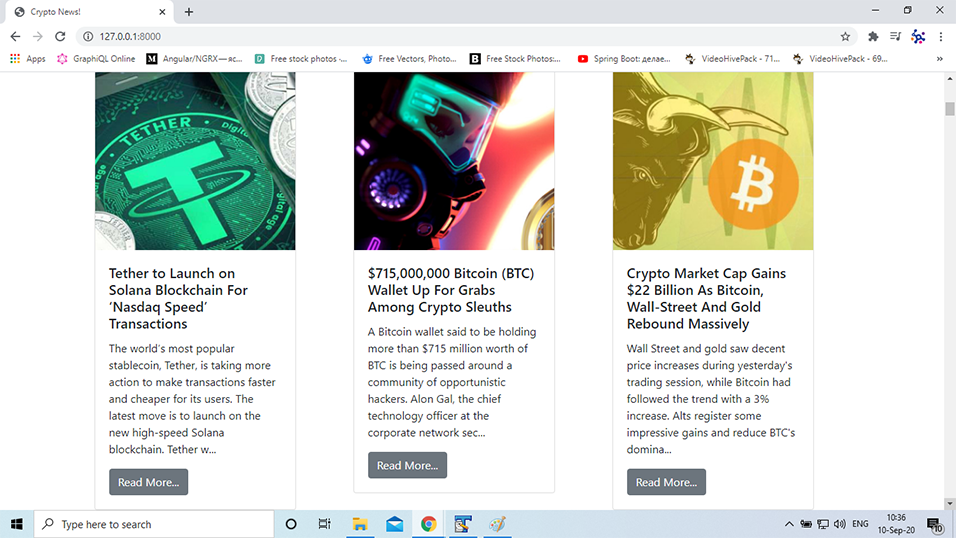 Crypto News!
127.0.0.1:8000
Apps
GraphiQL Online
Angular/NGRX — яс...
Free stock photos -...
Free Vectors, Photo...
Free Stock Photos:...
Spring Boot: делае...
VideoHivePack - 71...
VideoHivePack - 69...
»
TETHER
Tether to Launch on
Solana Blockchain For
‘Nasdaq Speed’
Transactions
The world’s most popular
stablecoin, Tether, is taking more
action to make transactions faster
and cheaper for its users. The
latest move is to launch on the
new high-speed Solana
blockchain. Tether w...
Read More...
$715,000,000 Bitcoin (BTC)
Wallet Up For Grabs
Among Crypto Sleuths
A Bitcoin wallet said to be holding
more than $715 million worth of
BTC is being passed around a
community of opportunistic
hackers. Alon Gal, the chief
technology officer at the
corporate network sec...
Read More...
Crypto Market Cap Gains
$22 Billion As Bitcoin,
Wall-Street And Gold
Rebound Massively
Wall Street and gold saw decent
price increases during yesterday's
trading session, while Bitcoin had
followed the trend with a 3%
increase. Alts register some
impressive gains and reduce BTC's
domina...
Read More...
Type here to search
ENG
10:36
10-Sep-20
10